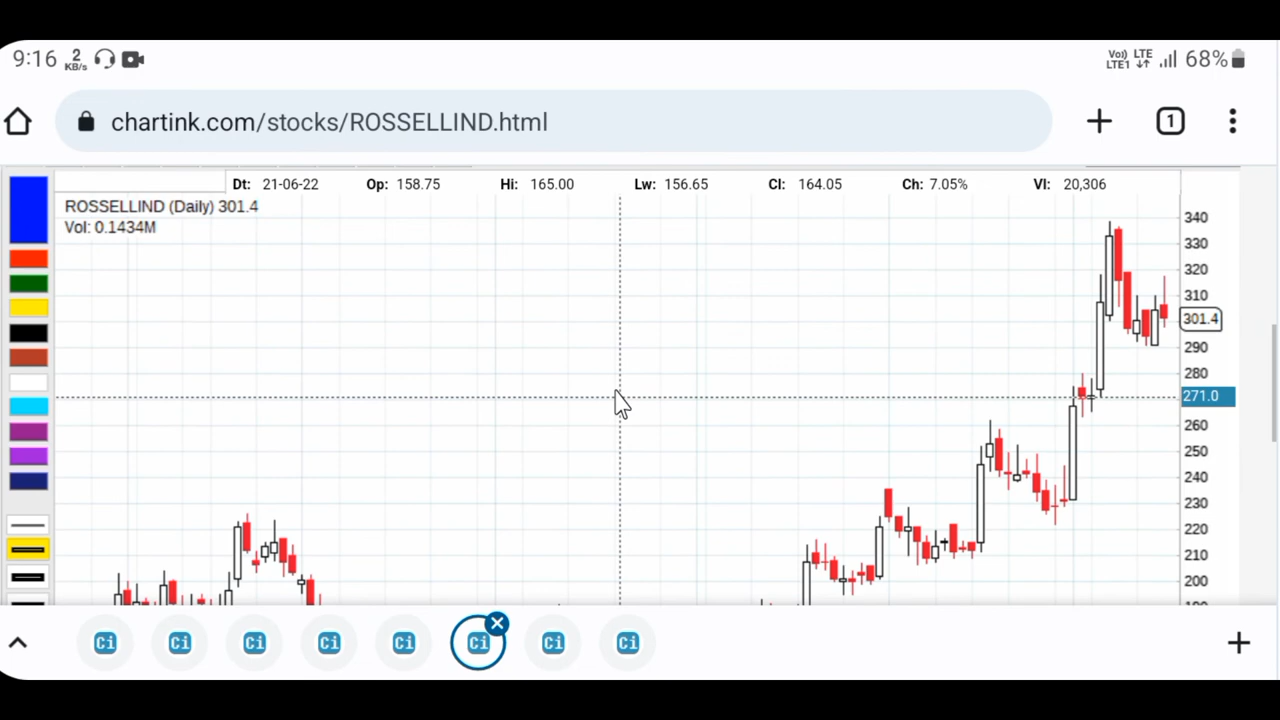 9:16 2 KB/s Vo) LTE LTE1 68%
chartink.com/stocks/ROSSELLIND.html 1
Dt: 21-06-22 Op: 158.75 Hi: 165.00 Lw: 156.65 Cl: 164.05 Ch: 7.05% Vl: 20,306
ROSSELLIND (Daily) 301.4
Vol: 0.1434M
340
330
320
310
301.4
290
280
271.0
260
250
240
230
220
210
200
Ci Ci Ci Ci Ci Ci Ci Ci